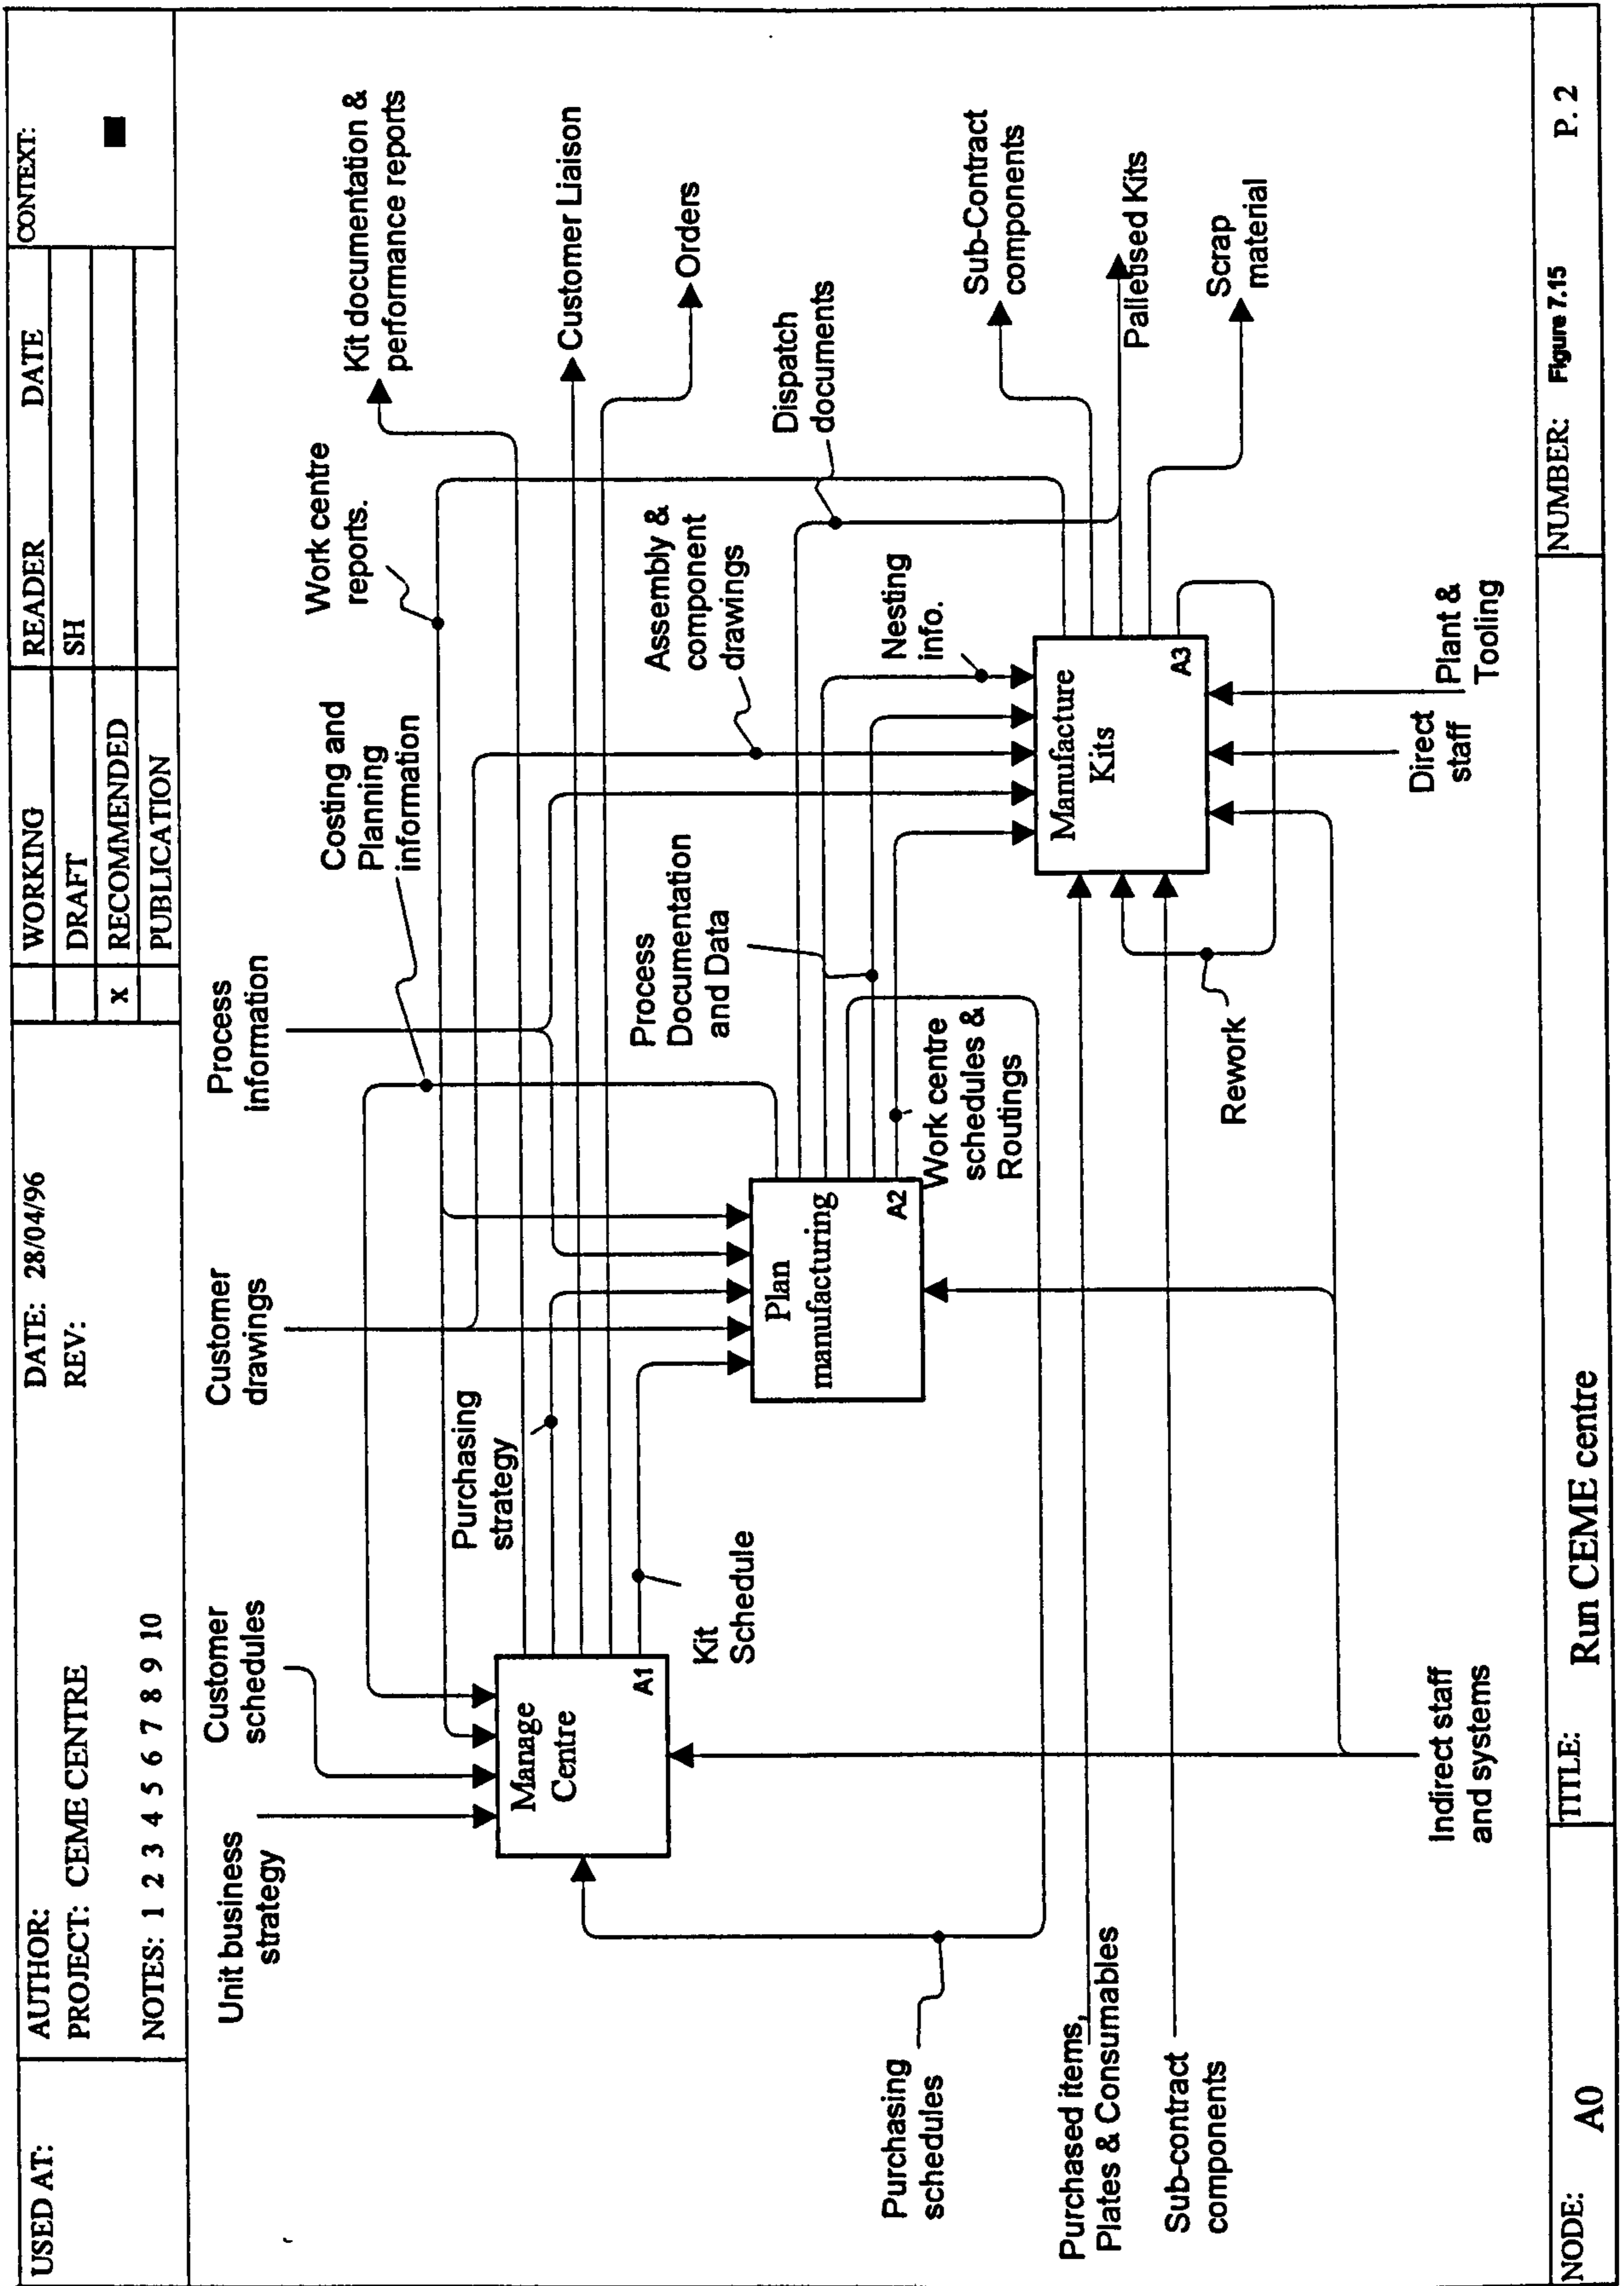 USED AT:
AUTHOR:
PROJECT: CEME CENTRE
NOTES: 1 2 3 4 5 6 7 8 9 10
DATE: 28/04/96
REV:
WORKING
DRAFT
x RECOMMENDED
PUBLICATION
READER DATE
SH
CONTEXT:
Unit business
strategy
Customer
schedules
Customer
drawings
Process
information
Costing and
Planning
information
Work centre
reports.
Kit documentation &
performance reports
Customer Liaison
Orders
Manage
Centre
A1
Purchasing
strategy
Kit
Schedule
Plan
manufacturing
A2
Process
Documentation
and Data
Assembly &
component
drawings
Dispatch
documents
Nesting
info.
Work centre
schedules &
Routings
Manufacture
Kits
A3
Sub-Contract
components
Palletised Kits
Scrap
material
Purchasing
schedules
Purchased items,
Plates & Consumables
Sub-contract
components
Rework
Indirect staff
and systems
Direct
staff
Plant &
Tooling
NODE: A0
TITLE: Run CEME centre
NUMBER: Figure 7.15 P. 2